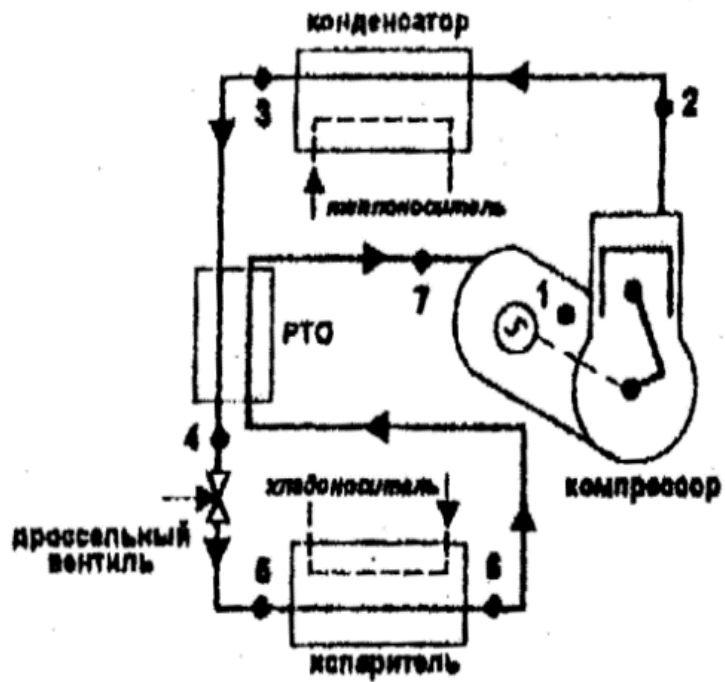 конденсатор
3
2
теплоноситель
7
1
РТО
4
хладоноситель
компрессор
дроссельный
вентиль
5
6
испаритель